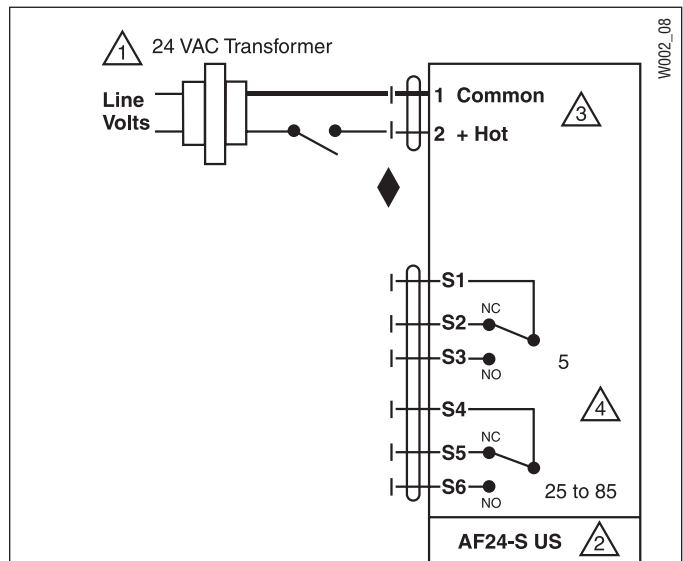 W002_08
1 24 VAC Transformer
Line
Volts
1 Common
2 + Hot
3
S1
S2
NC
S3
NO
5
S4
4
S5
NC
S6
NO
25 to 85
AF24-S US 2